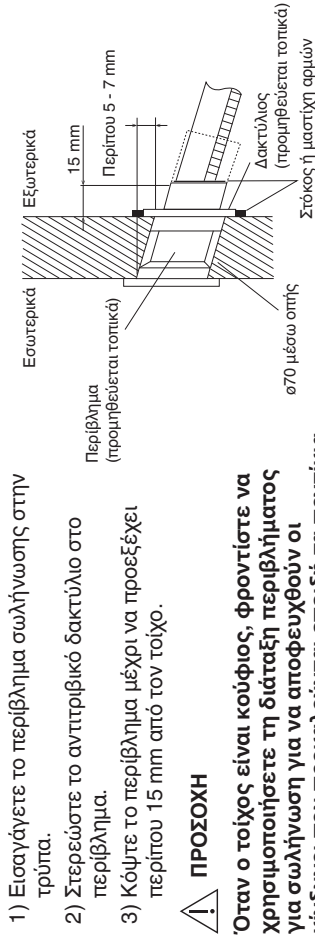 1) Εισαγάγετε το περίβλημα σωλήνωσης στην
τρύπα.
2) Στερεώστε το αντιτριβικό δακτύλιο στο
περίβλημα.
3) Κόψτε το περίβλημα μέχρι να προεξέχει
περίπου 15 mm από τον τοίχο.
ΠΡΟΣΟΧΗ
Όταν ο τοίχος είναι κούφιος, φροντίστε να
χρησιμοποιήσετε τη διάταξη περιβλήματος
για σωλήνωση για να αποφευχθούν οι
Εσωτερικά
Εξωτερικά
15 mm
Περίπου 5 - 7 mm
Περίβλημα
(προμηθεύεται τοπικά)
Δακτύλιος
(προμηθεύεται τοπικά)
Στόκος ή μαστίχη αρμών
ø70 μέσω οπής